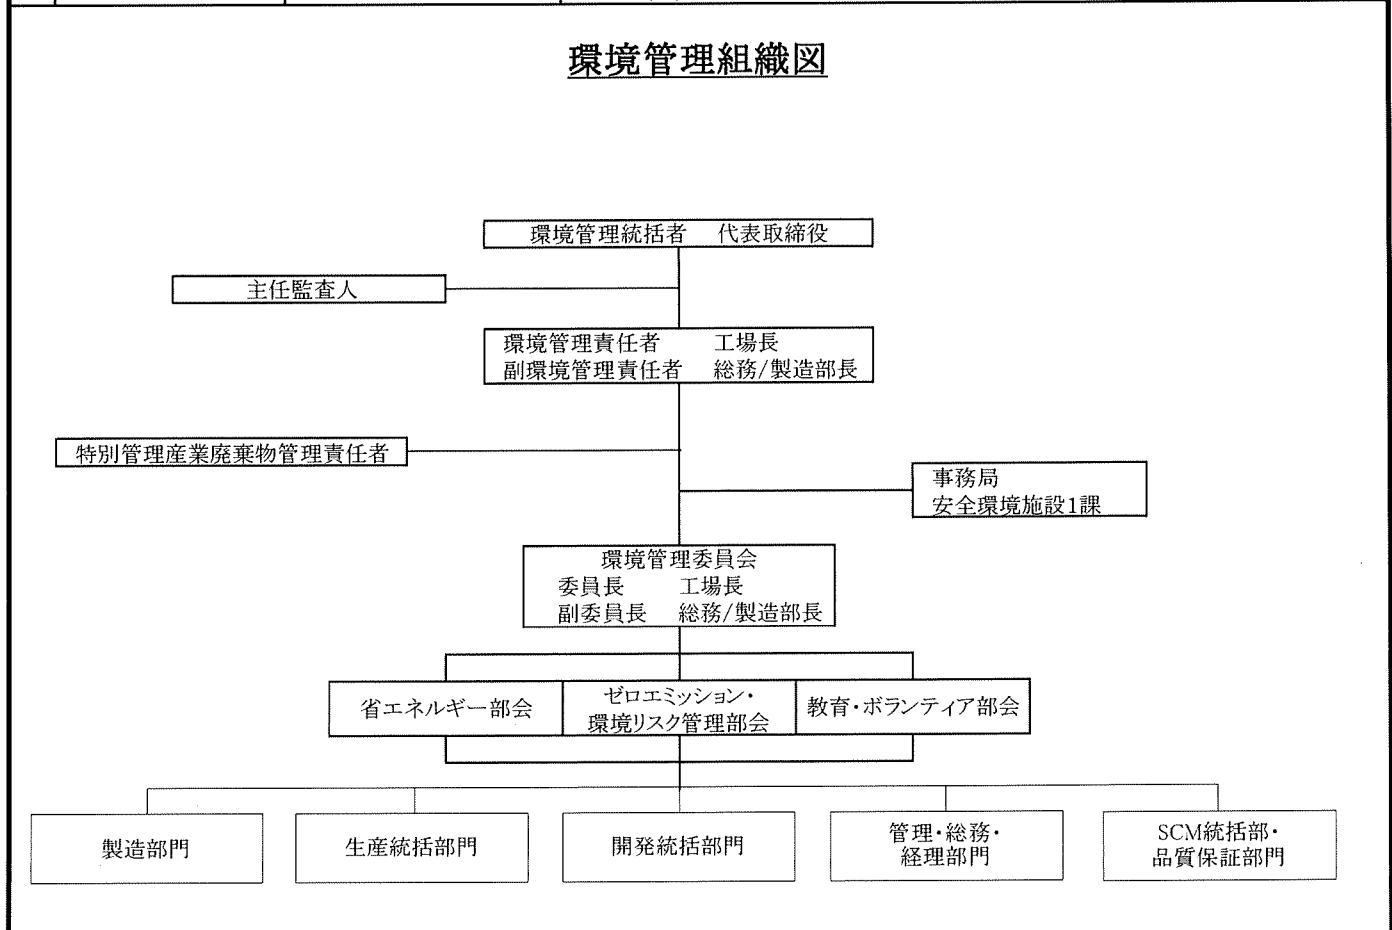 環境管理組織図
環境管理統括者 代表取締役
主任監査人
環境管理責任者 工場長
副環境管理責任者 総務/製造部長
特別管理産業廃棄物管理責任者
事務局
安全環境施設1課
環境管理委員会
委員長 工場長
副委員長 総務/製造部長
省エネルギー部会
ゼロエミッション・
環境リスク管理部会
教育・ボランティア部会
製造部門
生産統括部門
開発統括部門
管理・総務・
経理部門
SCM統括部・
品質保証部門